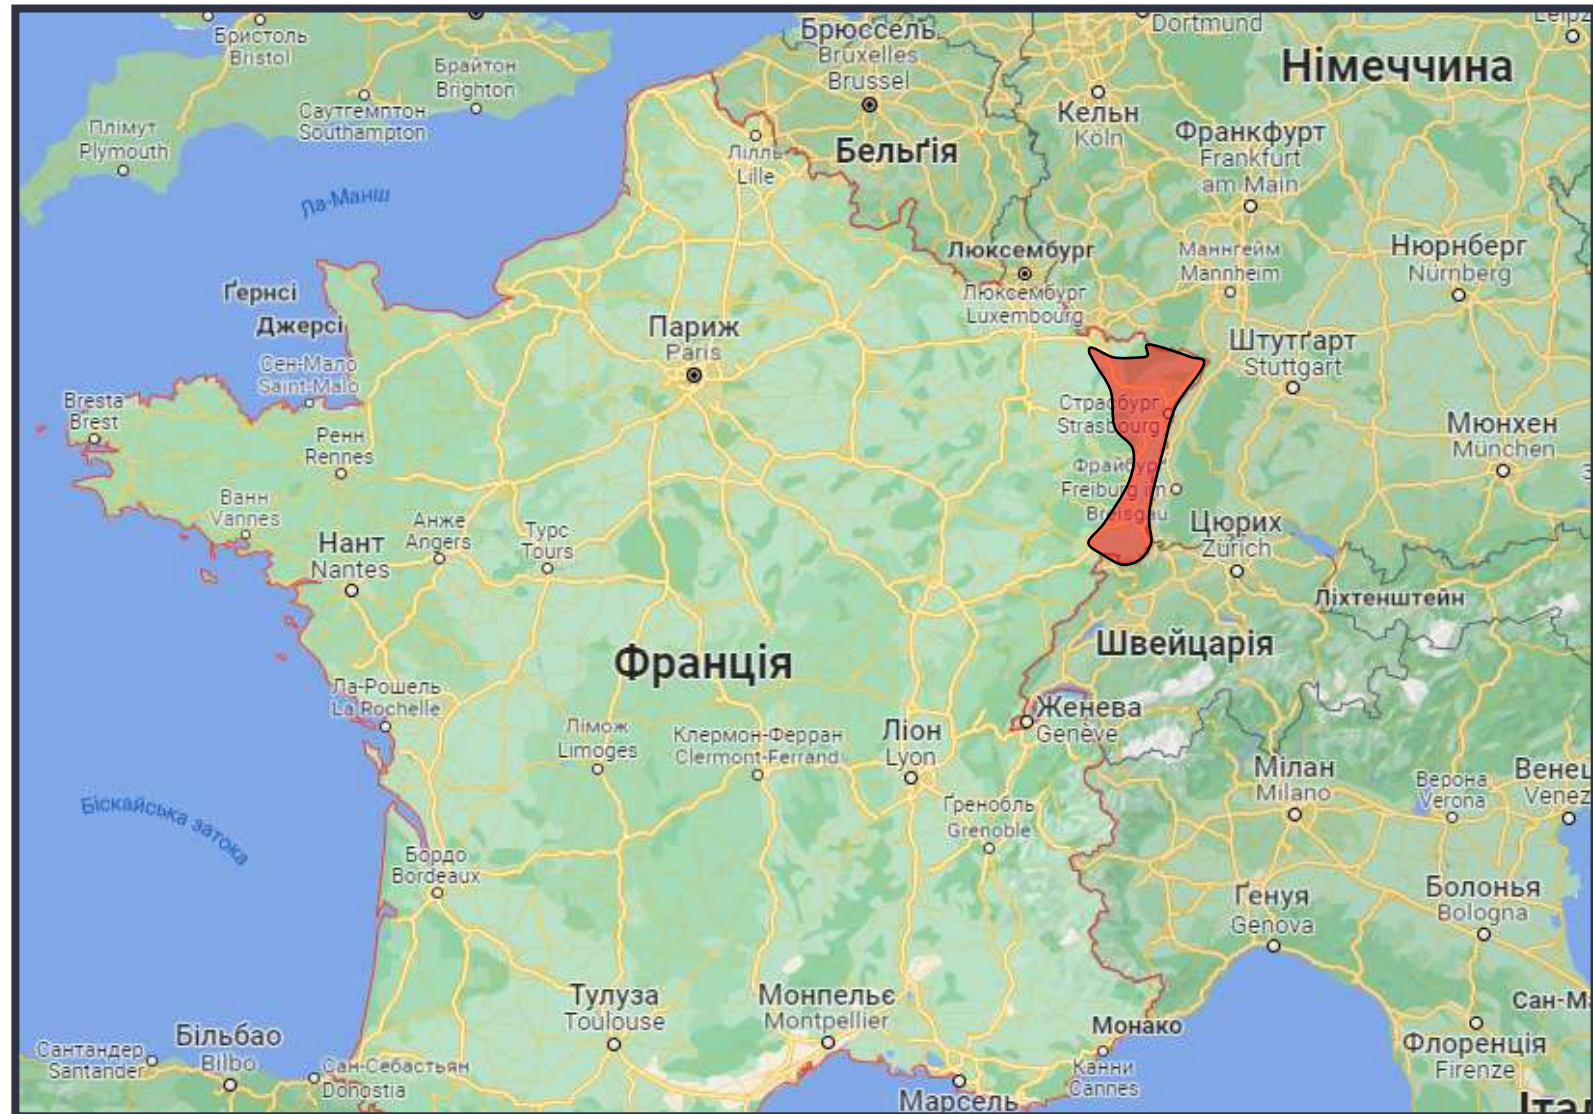 Бристоль
Bristol
Брайтон
Brighton
Саутгемптон
Southampton
Плімут
Plymouth
Ла-Манш
Брюссель
Bruxelles
Brussel
Dortmund
Німеччина
Кельн
Köln
Лілль
Lille
Бельґія
Франкфурт
Frankfurt
am Main
Люксембург
Люксембург
Luxembourg
Маннгейм
Mannheim
Нюрнберг
Nürnberg
Ґернсі
Джерсі
Сен-Мало
Saint-Malo
Париж
Paris
Штутґарт
Stuttgart
Bresta
Brest
Ренн
Rennes
Страсбург
Strasbourg
Мюнхен
München
Ванн
Vannes
Анже
Angers
Турс
Tours
Фрайбург
Freiburg im
Breisgau
Цюрих
Zürich
Нант
Nantes
Ліхтенштейн
Франція
Швейцарія
Ла-Рошель
La Rochelle
Женева
Genève
Лімож
Limoges
Клермон-Ферран
Clermont-Ferrand
Ліон
Lyon
Мілан
Milano
Верона
Verona
Венец
Venez
Біскайська затока
Ґренобль
Grenoble
Бордо
Bordeaux
Ґенуя
Genova
Болонья
Bologna
Тулуза
Toulouse
Монпельє
Montpellier
Монако
Сан-М
Більбао
Bilbo
Сантандер
Santander
Сан-Себастьян
Donostia
Канни
Cannes
Флоренція
Firenze
Марсель
Іта